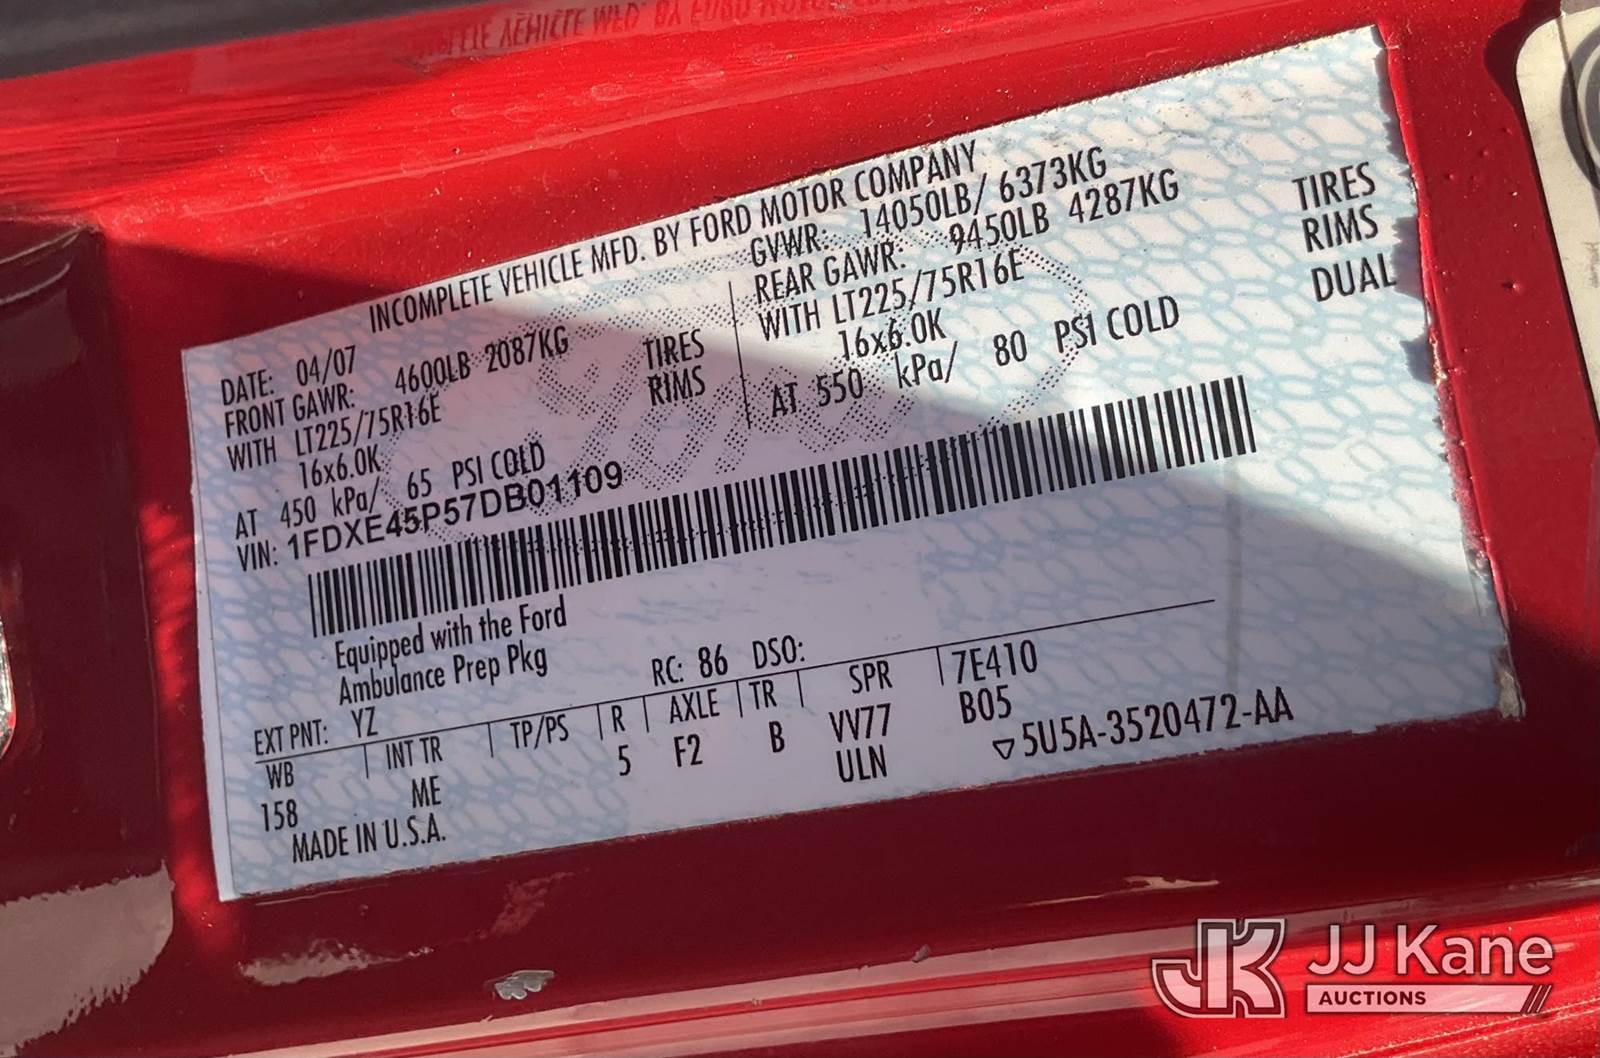 INCOMPLETE VEHICLE MFD. BY FORD MOTOR COMPANY
DATE: 04/07 GVWR: 14050LB/ 6373KG
FRONT GAWR: 4600LB 2087KG REAR GAWR: 9450LB 4287KG
WITH LT225/75R16E TIRES WITH LT225/75R16E TIRES
16x6.0K RIMS 16x6.0K RIMS
AT 450 kPa/ 65 PSI COLD AT 550 kPa/ 80 PSI COLD DUAL
VIN: 1FDXE45P57DB01109
Equipped with the Ford
Ambulance Prep Pkg
EXT PNT: YZ RC: 86 DSO:
WB INT TR TP/PS R AXLE TR SPR 7E410
158 ME 5 F2 B VV77 B05
MADE IN U.S.A. ULN 5U5A-3520472-AA
JK JJ Kane
AUCTIONS